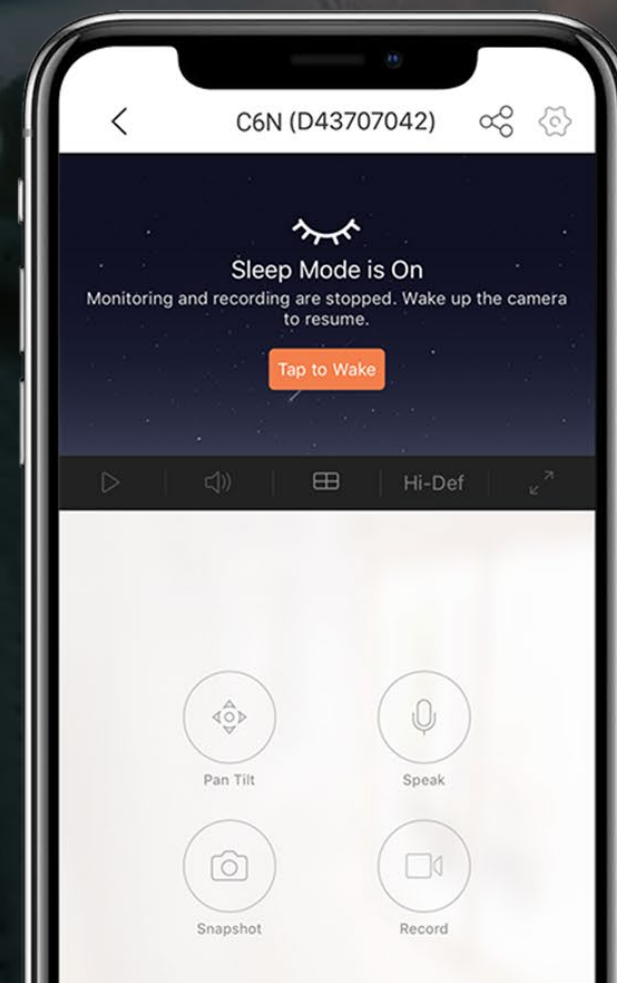 C6N (D43707042)
Sleep Mode is On
Monitoring and recording are stopped. Wake up the camera
to resume.
Tap to Wake
Hi-Def
Pan Tilt
Speak
Snapshot
Record